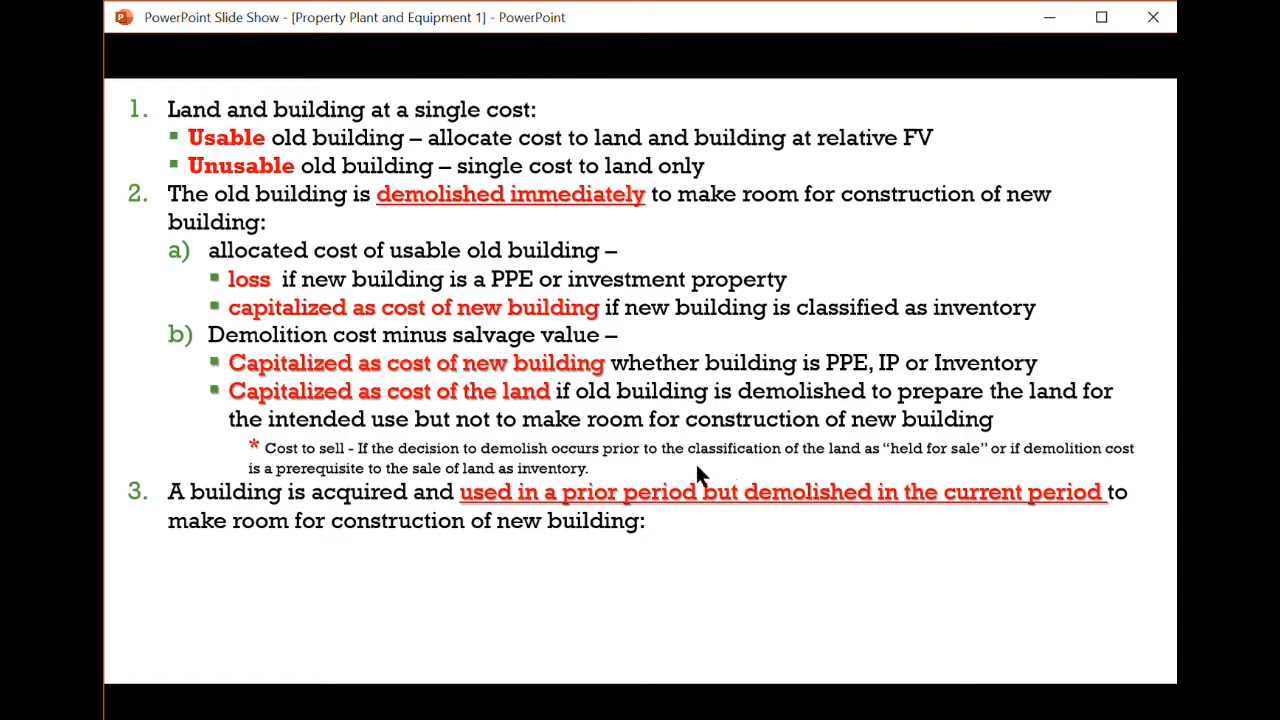 PowerPoint Slide Show - [Property Plant and Equipment 1] - PowerPoint
1. Land and building at a single cost:
▪ Usable old building – allocate cost to land and building at relative FV
▪ Unusable old building – single cost to land only
2. The old building is demolished immediately to make room for construction of new
building:
a) allocated cost of usable old building –
▪ loss if new building is a PPE or investment property
▪ capitalized as cost of new building if new building is classified as inventory
b) Demolition cost minus salvage value –
▪ Capitalized as cost of new building whether building is PPE, IP or Inventory
▪ Capitalized as cost of the land if old building is demolished to prepare the land for
the intended use but not to make room for construction of new building
* Cost to sell - If the decision to demolish occurs prior to the classification of the land as “held for sale” or if demolition cost
is a prerequisite to the sale of land as inventory.
3. A building is acquired and used in a prior period but demolished in the current period to
make room for construction of new building: